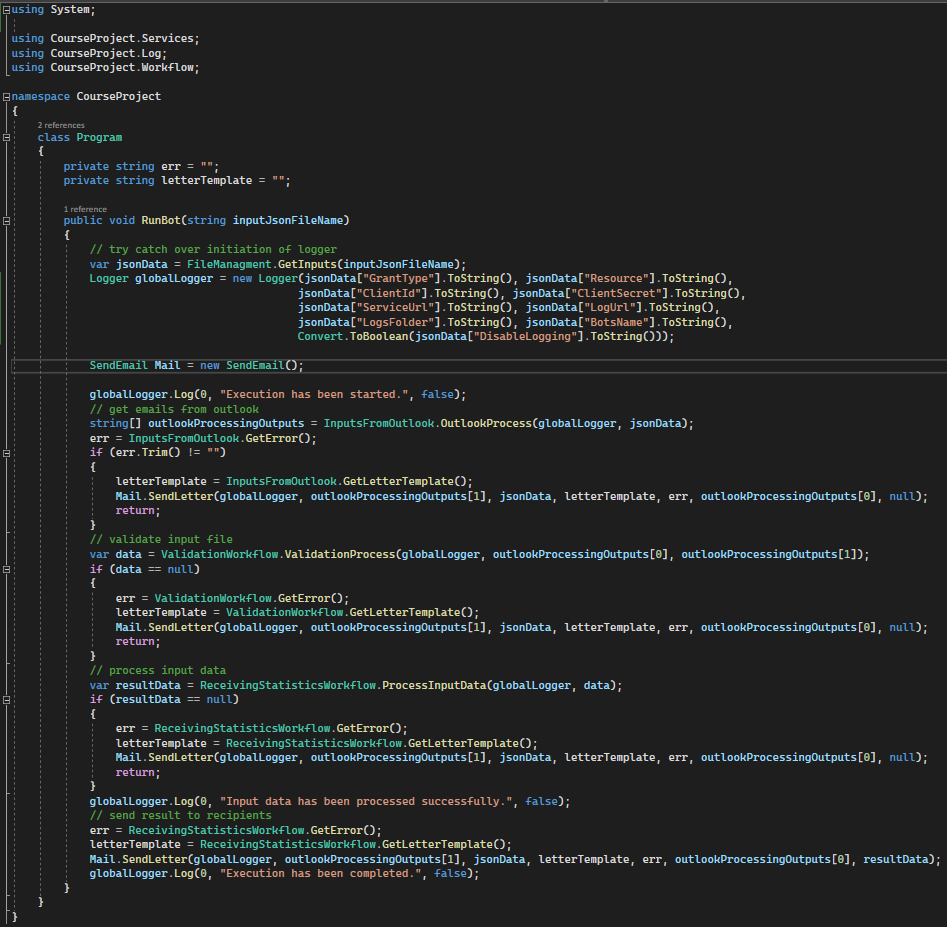 using System;
using CourseProject.Services;
using CourseProject.Log;
using CourseProject.Workflow;
namespace CourseProject
{
2 references
class Program
{
private string err = "";
private string letterTemplate = "";
1 reference
public void RunBot(string inputJsonFileName)
{
// try catch over initiation of logger
var jsonData = FileManagment.GetInputs(inputJsonFileName);
Logger globalLogger = new Logger(jsonData["GrantType"].ToString(), jsonData["Resource"].ToString(),
jsonData["ClientId"].ToString(), jsonData["ClientSecret"].ToString(),
jsonData["ServiceUrl"].ToString(), jsonData["LogUrl"].ToString(),
jsonData["LogsFolder"].ToString(), jsonData["BotsName"].ToString(),
Convert.ToBoolean(jsonData["DisableLogging"].ToString()));
SendEmail Mail = new SendEmail();
globalLogger.Log(0, "Execution has been started.", false);
// get emails from outlook
string[] outlookProcessingOutputs = InputsFromOutlook.OutlookProcess(globalLogger, jsonData);
err = InputsFromOutlook.GetError();
if (err.Trim() != "")
{
letterTemplate = InputsFromOutlook.GetLetterTemplate();
Mail.SendLetter(globalLogger, outlookProcessingOutputs[1], jsonData, letterTemplate, err, outlookProcessingOutputs[0], null);
return;
}
// validate input file
var data = ValidationWorkflow.ValidationProcess(globalLogger, outlookProcessingOutputs[0], outlookProcessingOutputs[1]);
if (data == null)
{
err = ValidationWorkflow.GetError();
letterTemplate = ValidationWorkflow.GetLetterTemplate();
Mail.SendLetter(globalLogger, outlookProcessingOutputs[1], jsonData, letterTemplate, err, outlookProcessingOutputs[0], null);
return;
}
// process input data
var resultData = ReceivingStatisticsWorkflow.ProcessInputData(globalLogger, data);
if (resultData == null)
{
err = ReceivingStatisticsWorkflow.GetError();
letterTemplate = ReceivingStatisticsWorkflow.GetLetterTemplate();
Mail.SendLetter(globalLogger, outlookProcessingOutputs[1], jsonData, letterTemplate, err, outlookProcessingOutputs[0], null);
return;
}
globalLogger.Log(0, "Input data has been processed successfully.", false);
// send result to recipients
err = ReceivingStatisticsWorkflow.GetError();
letterTemplate = ReceivingStatisticsWorkflow.GetLetterTemplate();
Mail.SendLetter(globalLogger, outlookProcessingOutputs[1], jsonData, letterTemplate, err, outlookProcessingOutputs[0], resultData);
globalLogger.Log(0, "Execution has been completed.", false);
}
}
}